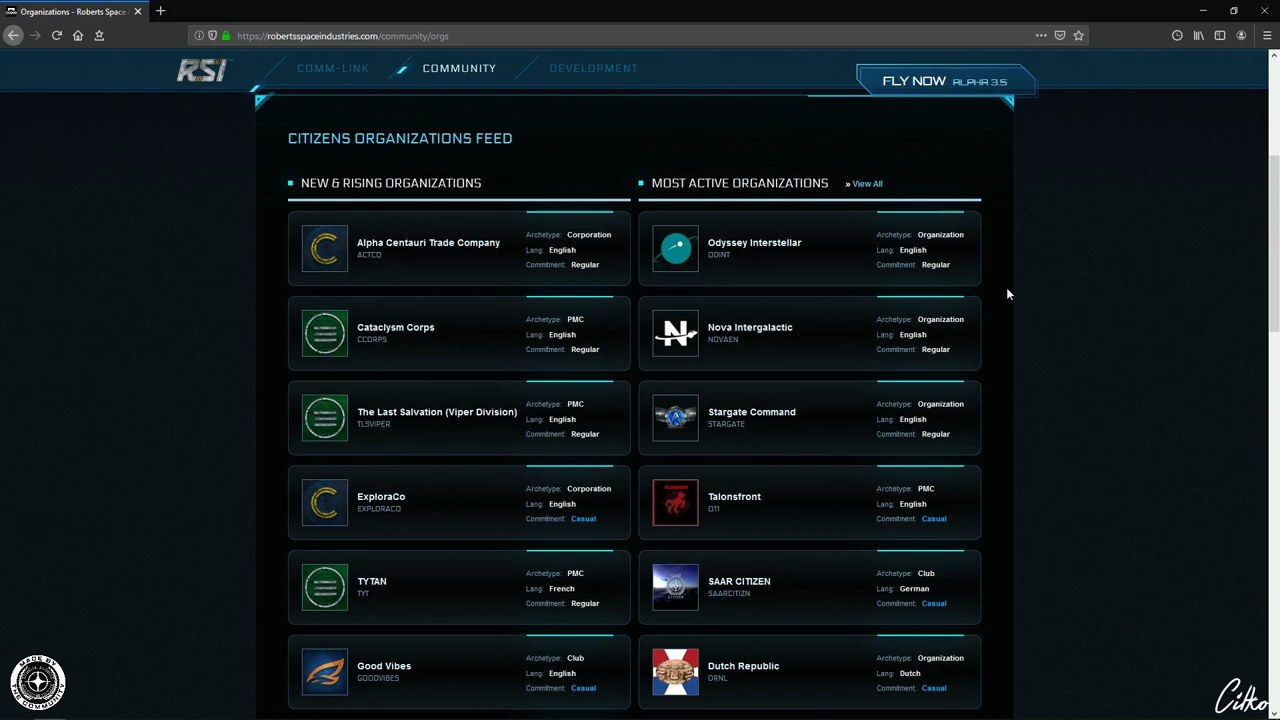 Organizations - Roberts Space
https://robertsspaceindustries.com/community/orgs
RSI
COMM-LINK
COMMUNITY
DEVELOPMENT
FLY NOW ALPHA 3.5
CITIZENS ORGANIZATIONS FEED
NEW & RISING ORGANIZATIONS
Alpha Centauri Trade Company
ACTCO
Archetype: Corporation
Lang: English
Commitment: Regular
Cataclysm Corps
CCORPS
Archetype: PMC
Lang: English
Commitment: Regular
The Last Salvation (Viper Division)
TLSVIPER
Archetype: PMC
Lang: English
Commitment: Regular
ExploraCo
EXPLORACO
Archetype: Corporation
Lang: English
Commitment: Casual
TYTAN
TYT
Archetype: PMC
Lang: French
Commitment: Regular
Good Vibes
GOODVIBES
Archetype: Club
Lang: English
Commitment: Casual
MOST ACTIVE ORGANIZATIONS
» View All
Odyssey Interstellar
ODINT
Archetype: Organization
Lang: English
Commitment: Regular
Nova Intergalactic
NOVAEN
Archetype: Organization
Lang: English
Commitment: Regular
Stargate Command
STARGATE
Archetype: Organization
Lang: English
Commitment: Regular
Talonsfront
Archetype: PMC
Lang: English
Commitment: Casual
SAAR CITIZEN
SAARCITIZN
Archetype: Club
Lang: German
Commitment: Casual
Dutch Republic
DRNL
Archetype: Organization
Lang: Dutch
Commitment: Casual
MADE BY
COMMUNITY